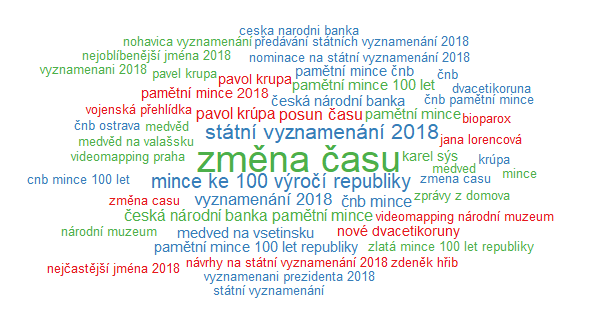 ceska narodni banka
nohavica vyznamenání předávání státních vyznamenání 2018
nejoblíbenější jména 2018 nominace na státní vyznamenání 2018
vyznamenani 2018 pavel krupa pavol krupa pamětní mince čnb čnb
pamětní mince 2018 pamětní mince 100 let dvacetikoruna
česká národní banka čnb pamětní mince
vojenská přehlídka pavol krúpa posun času pamětní mince bioparox
čnb ostrava medvěd státní vyznamenání 2018 jana lorencová
medvěd na valašsku
videomapping praha změna času karel sýs krúpa
medved mince
cnb mince 100 let mince ke 100 výročí republiky zmena casu
změna casu vyznamenání 2018 čnb mince zprávy z domova
česká národní banka pamětní mince videomapping národní muzeum
národní muzeum medved na vsetinsku nové dvacetikoruny
pamětní mince 100 let republiky zlatá mince 100 let republiky
nejčastější jména 2018 návrhy na státní vyznamenání 2018 zdeněk hřib
vyznamenani prezidenta 2018
státní vyznamenání